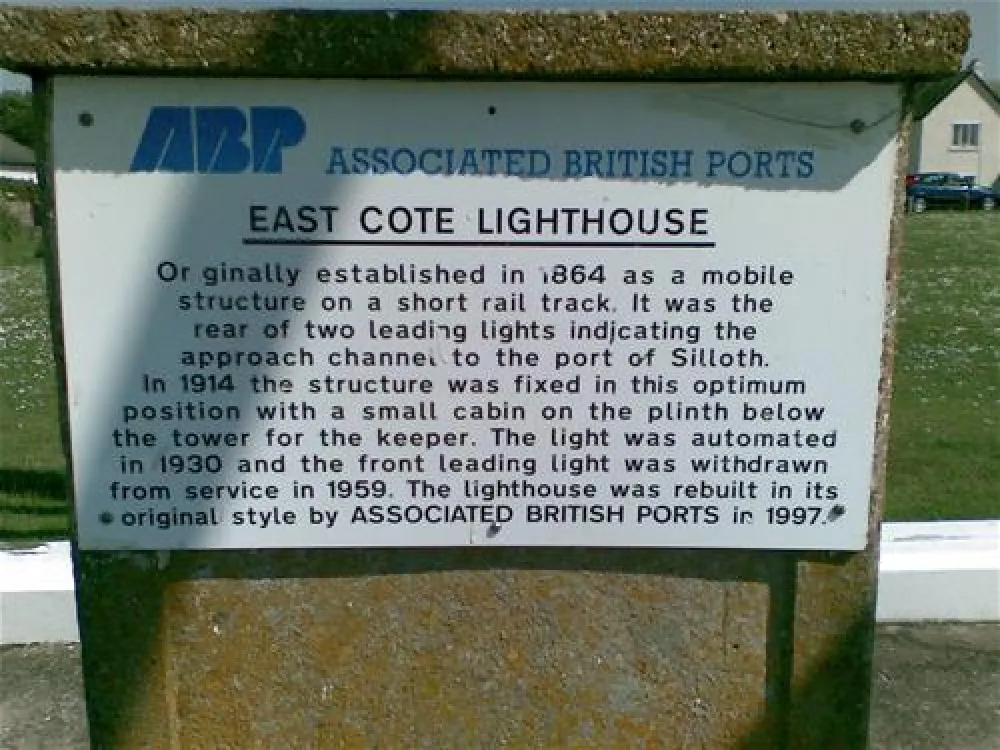 ABP ASSOCIATED BRITISH PORTS
EAST COTE LIGHTHOUSE
Or ginally established in 1864 as a mobile
structure on a short rail track. It was the
rear of two leading lights indicating the
approach channel to the port of Silloth.
In 1914 the structure was fixed in this optimum
position with a small cabin on the plinth below
the tower for the keeper. The light was automated
in 1930 and the front leading light was withdrawn
from service in 1959. The lighthouse was rebuilt in its
original style by ASSOCIATED BRITISH PORTS in 1997.